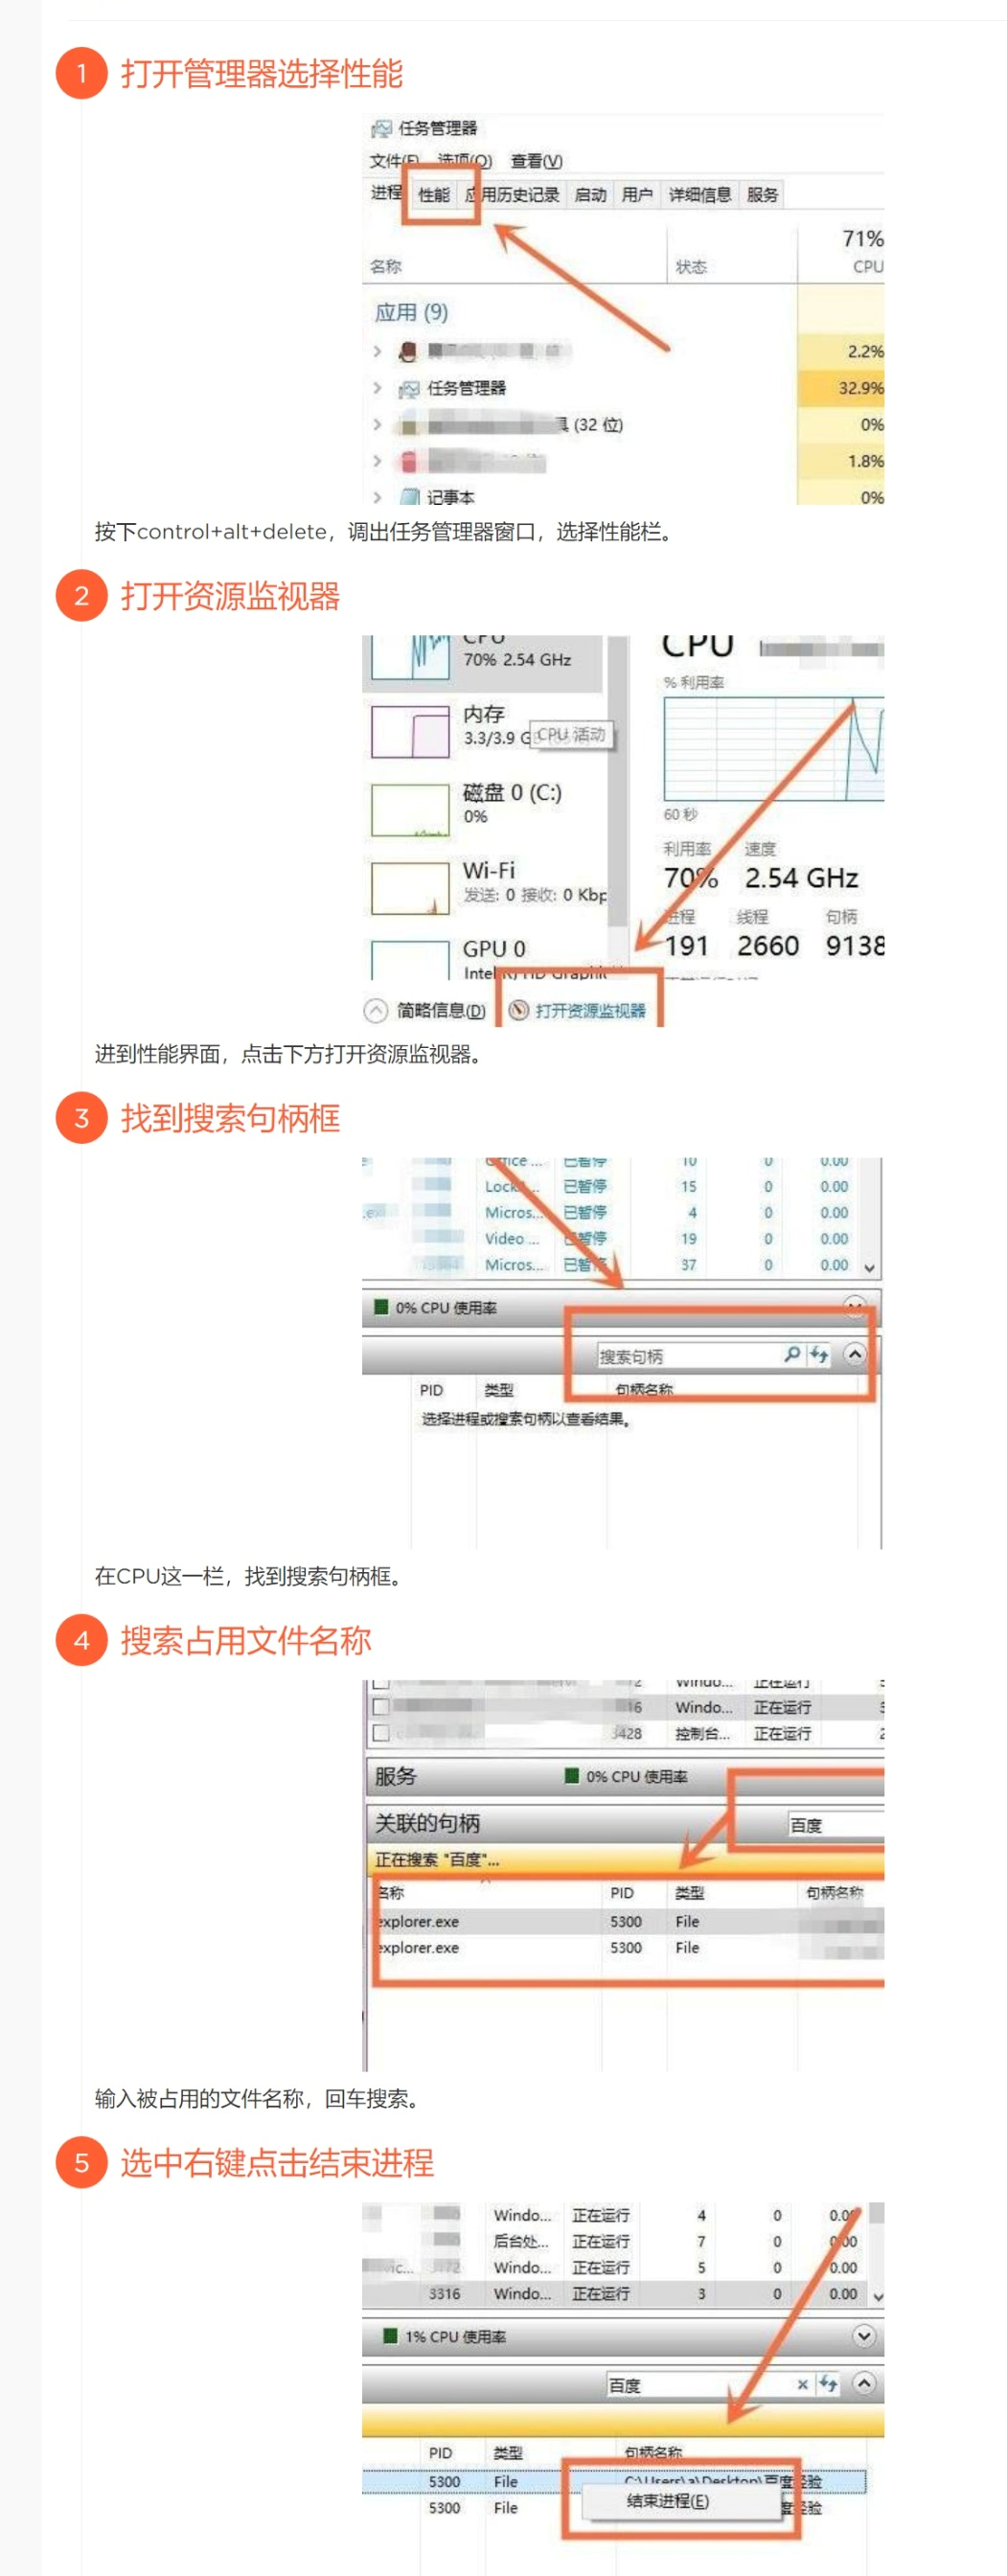 1 打开管理器选择性能
任务管理器
文件(F) 选项(O) 查看(V)
进程 性能 应用历史记录 启动 用户 详细信息 服务
71%
名称 状态 CPU
应用 (9)
2.2%
任务管理器 32.9%
具 (32 位) 0%
1.8%
记事本 0%
按下control+alt+delete，调出任务管理器窗口，选择性能栏。
2 打开资源监视器
CPU
70% 2.54 GHz
内存
3.3/3.9 G
CPU 活动
磁盘 0 (C:)
0%
Wi-Fi
发送: 0 接收: 0 Kbp
GPU 0
Intel(R) HD Graphi
CPU
% 利用率
60 秒
利用率 速度
70% 2.54 GHz
进程 线程 句柄
191 2660 9138
简略信息(D) 打开资源监视器
进到性能界面，点击下方打开资源监视器。
3 找到搜索句柄框
Office ... 已暂停 10 0 0.00
Lock... 已暂停 15 0 0.00
Micros... 已暂停 4 0 0.00
Video ... 已暂停 19 0 0.00
Micros... 已暂停 37 0 0.00
0% CPU 使用率
搜索句柄
PID 类型 句柄名称
选择进程或搜索句柄以查看结果。
在CPU这一栏，找到搜索句柄框。
4 搜索占用文件名称
Windo... 正在运行
16 Windo... 正在运行
3428 控制台... 正在运行
服务 0% CPU 使用率
关联的句柄 百度
正在搜索 "百度"...
名称 PID 类型 句柄名称
explorer.exe 5300 File
explorer.exe 5300 File
输入被占用的文件名称，回车搜索。
5 选中右键点击结束进程
Windo... 正在运行 4 0 0.00
后台处... 正在运行 7 0 0.00
Windo... 正在运行 5 0 0.00
3316 Windo... 正在运行 3 0 0.00
1% CPU 使用率
百度
PID 类型 句柄名称
5300 File C:\Users\a\Desktop\百度经验
结束进程(E)
5300 File 度经验